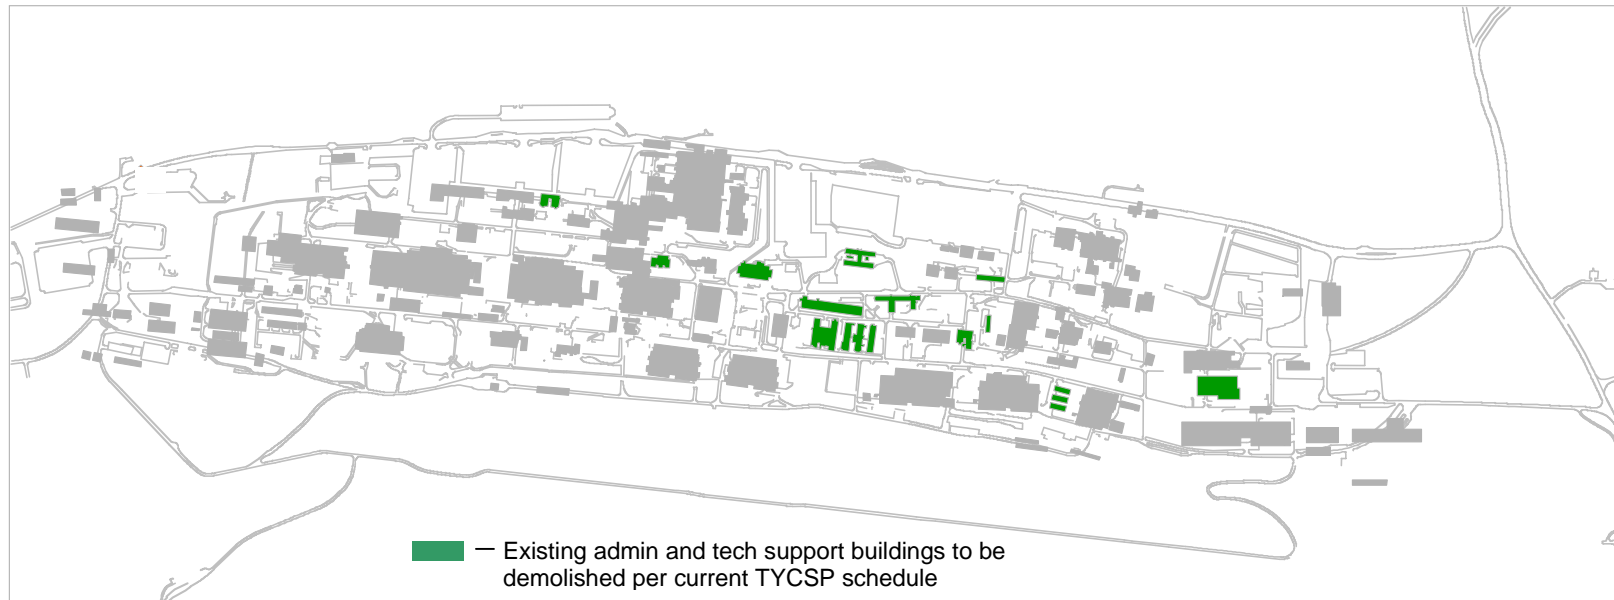 — Existing admin and tech support buildings to be
demolished per current TYCSP schedule